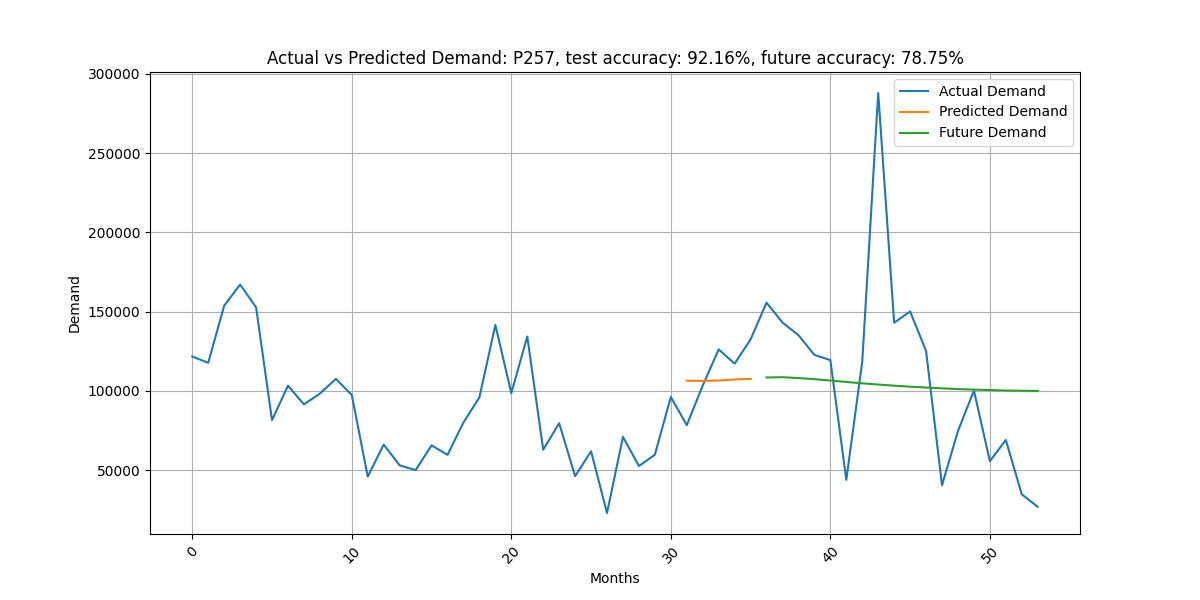 Actual vs Predicted Demand: P257, test accuracy: 92.16%, future accuracy: 78.75%
300000
250000
200000
150000
100000
50000
Demand
Actual Demand
Predicted Demand
Future Demand
0
10
20
30
40
50
Months